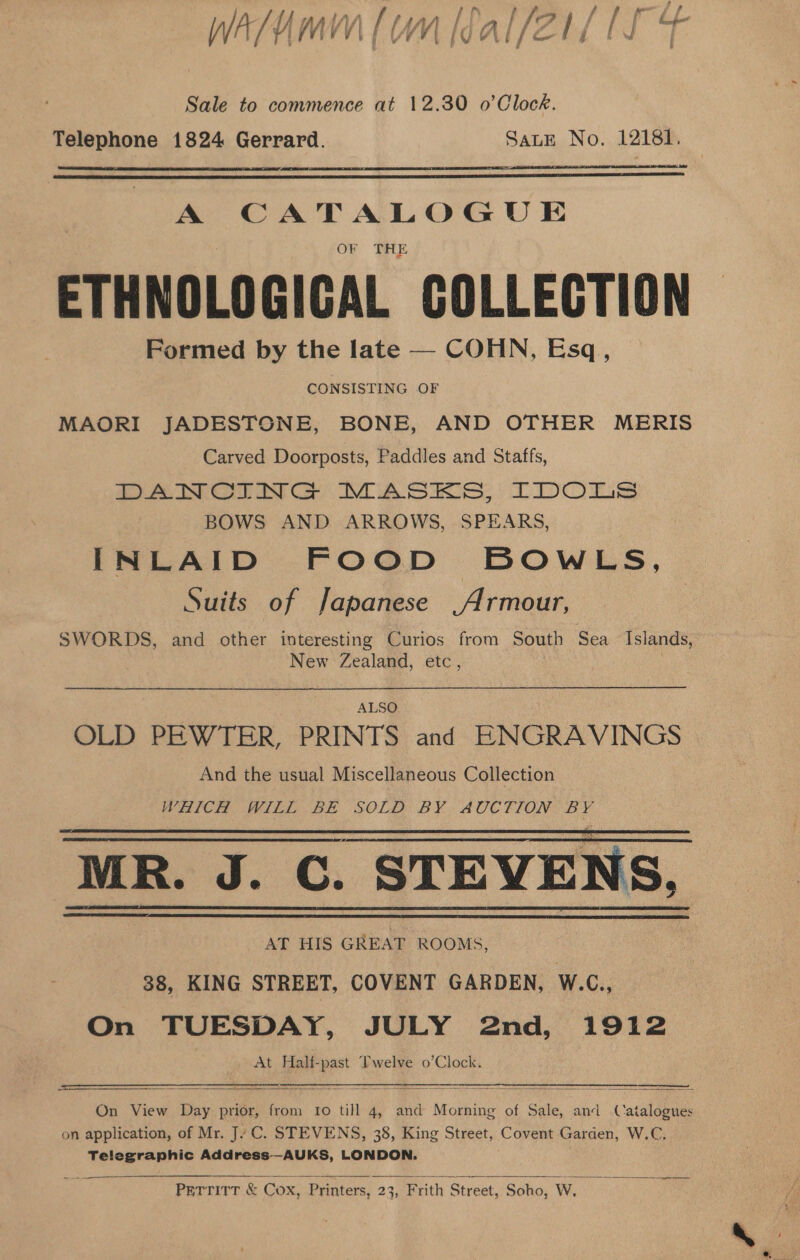 WA/HMM/UM/Sal/21/154
Sale to commence at 12.30 o'Clock.
Telephone 1824 Gerrard. SALE No. 12181.
A CATALOGUE
OF THE
ETHNOLOGICAL COLLECTION
Formed by the late — COHN, Esq,
CONSISTING OF
MAORI JADESTONE, BONE, AND OTHER MERIS
Carved Doorposts, Paddles and Staffs,
DANCING MASKS, IDOLS
BOWS AND ARROWS, SPEARS,
INLAID FOOD BOWLS,
Suits of Japanese Armour,
SWORDS, and other interesting Curios from South Sea Islands,
New Zealand, etc,
ALSO
OLD PEWTER, PRINTS and ENGRAVINGS
And the usual Miscellaneous Collection
WHICH WILL BE SOLD BY AUCTION BY
MR. J. C. STEVENS,
AT HIS GREAT ROOMS,
38, KING STREET, COVENT GARDEN, W.C.,
On TUESDAY, JULY 2nd, 1912
At Half-past Twelve o'Clock.
On View Day prior, from 10 till 4, and Morning of Sale, and Catalogues
on application, of Mr. J. C. STEVENS, 38, King Street, Covent Garden, W.C.
Telegraphic Address—AUKS, LONDON.
PETTITT & COX, Printers, 23, Frith Street, Soho, W.